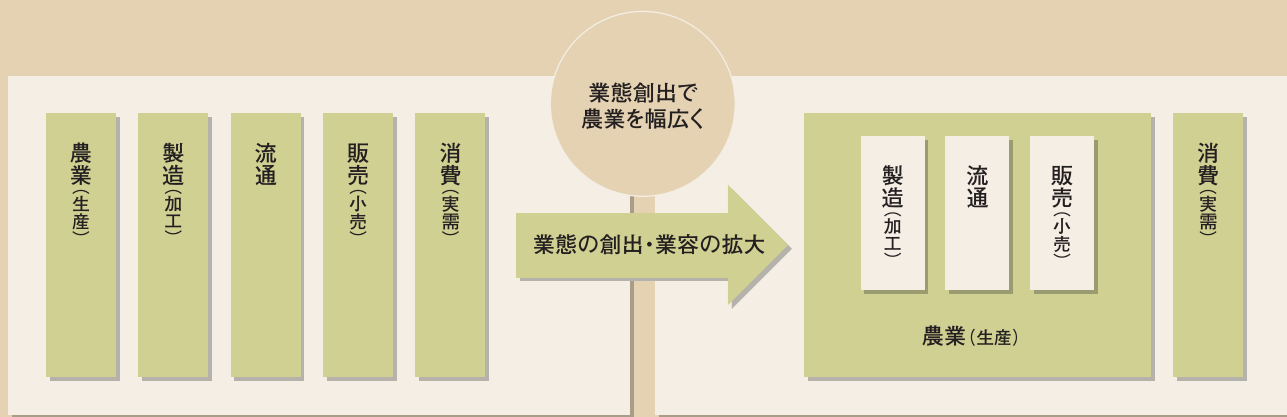 業態創出で
農業を幅広く
農業（生産）
製造（加工）
流通
販売（小売）
消費（実需）
業態の創出・業容の拡大
製造（加工）
流通
販売（小売）
農業（生産）
消費（実需）